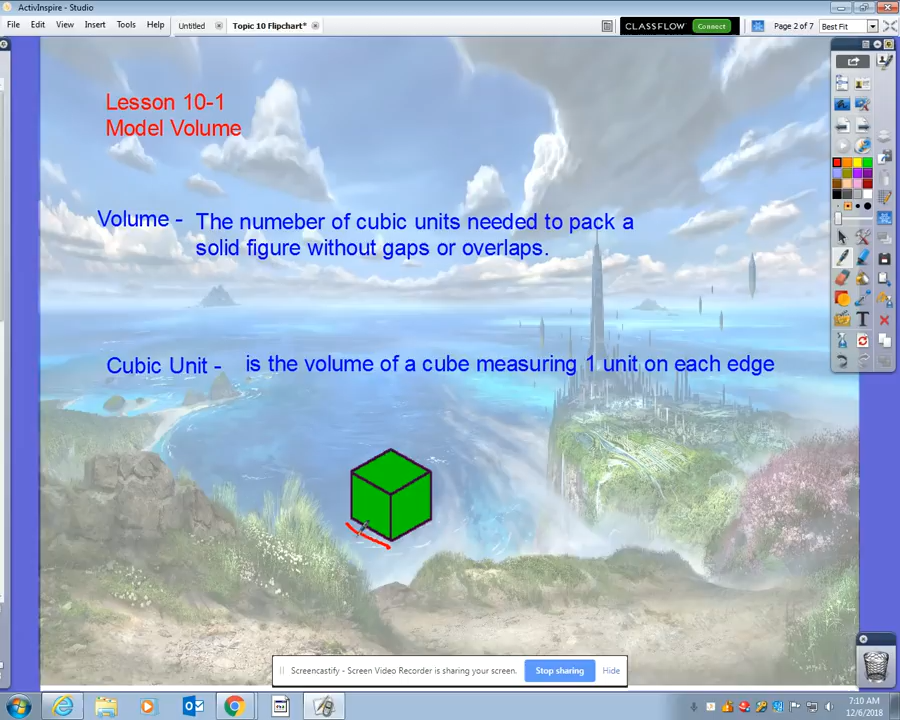 ActivInspire - Studio
File Edit View Insert Tools Help Untitled Topic 10 Flipchart* CLASSFLOW Connect Page 2 of 7 Best Fit
Lesson 10-1
Model Volume
Volume - The numeber of cubic units needed to pack a
solid figure without gaps or overlaps.
Cubic Unit - is the volume of a cube measuring 1 unit on each edge
Screencastify - Screen Video Recorder is sharing your screen. Stop sharing Hide
7:10 AM
12/6/2018